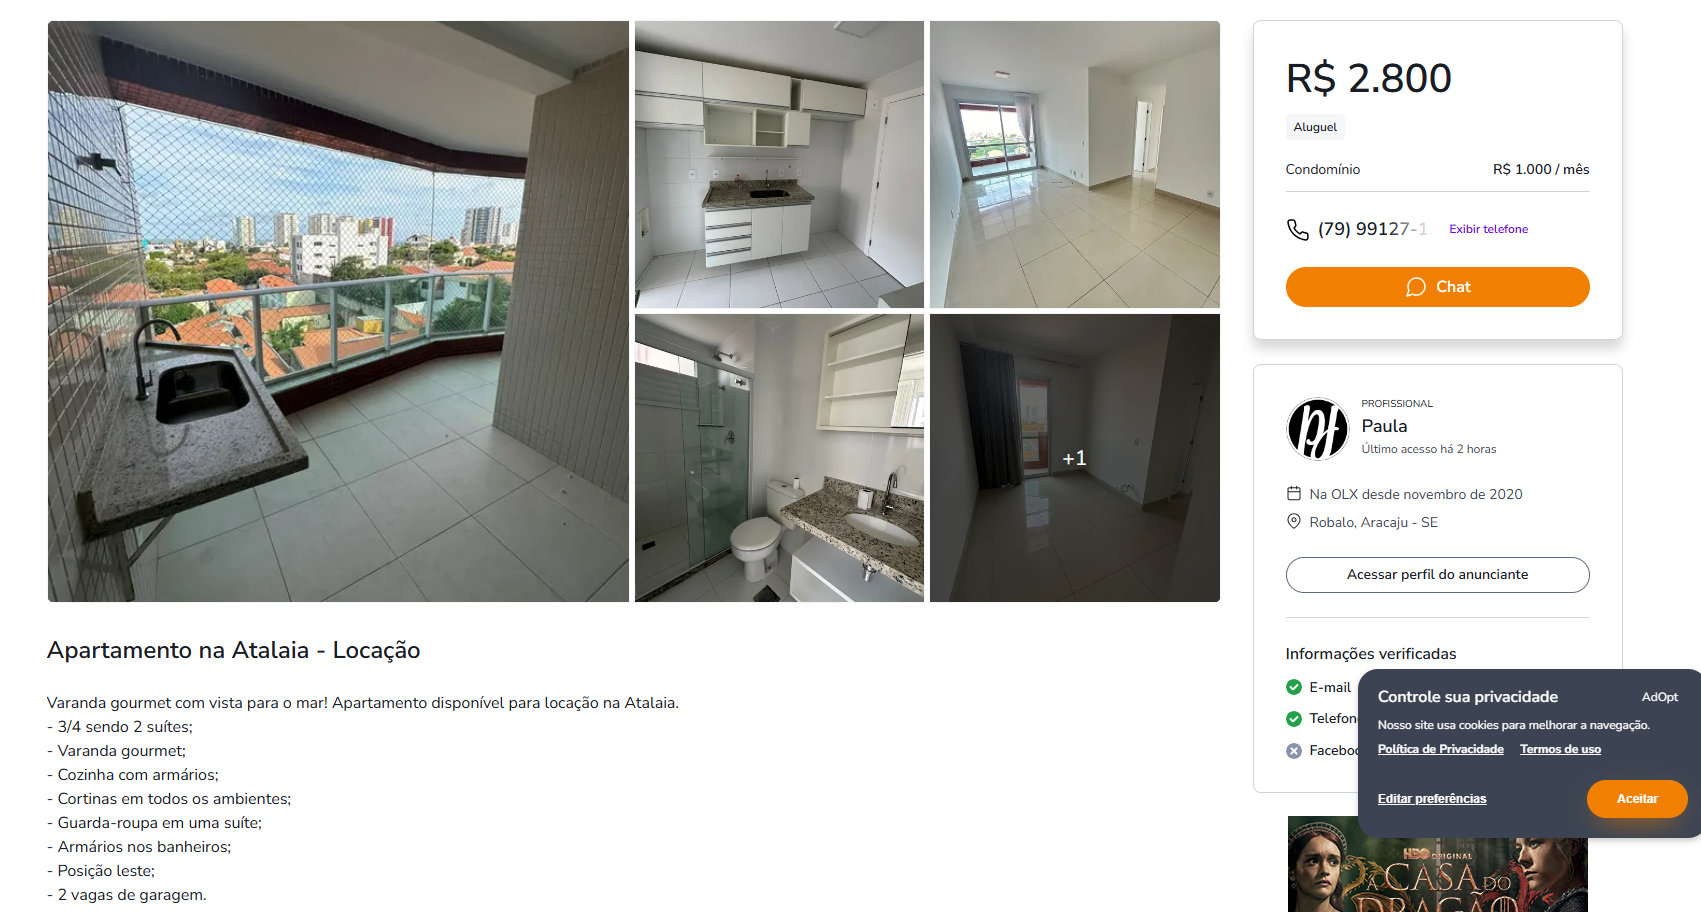 +1
Apartamento na Atalaia - Locação
Varanda gourmet com vista para o mar! Apartamento disponível para locação na Atalaia.
- 3/4 sendo 2 suítes;
- Varanda gourmet;
- Cozinha com armários;
- Cortinas em todos os ambientes;
- Guarda-roupa em uma suíte;
- Armários nos banheiros;
- Posição leste;
- 2 vagas de garagem.
R$ 2.800
Aluguel
Condomínio R$ 1.000 / mês
(79) 99127-1 Exibir telefone
Chat
pf
PROFISSIONAL
Paula
Último acesso há 2 horas
Na OLX desde novembro de 2020
Robalo, Aracaju - SE
Acessar perfil do anunciante
Informações verificadas
E-mail
Telefon
Faceboo
Controle sua privacidade AdOpt
Nosso site usa cookies para melhorar a navegação.
Política de Privacidade Termos de uso
Editar preferências Aceitar
HBO ORIGINAL
A CASA DO
DRAGÃO